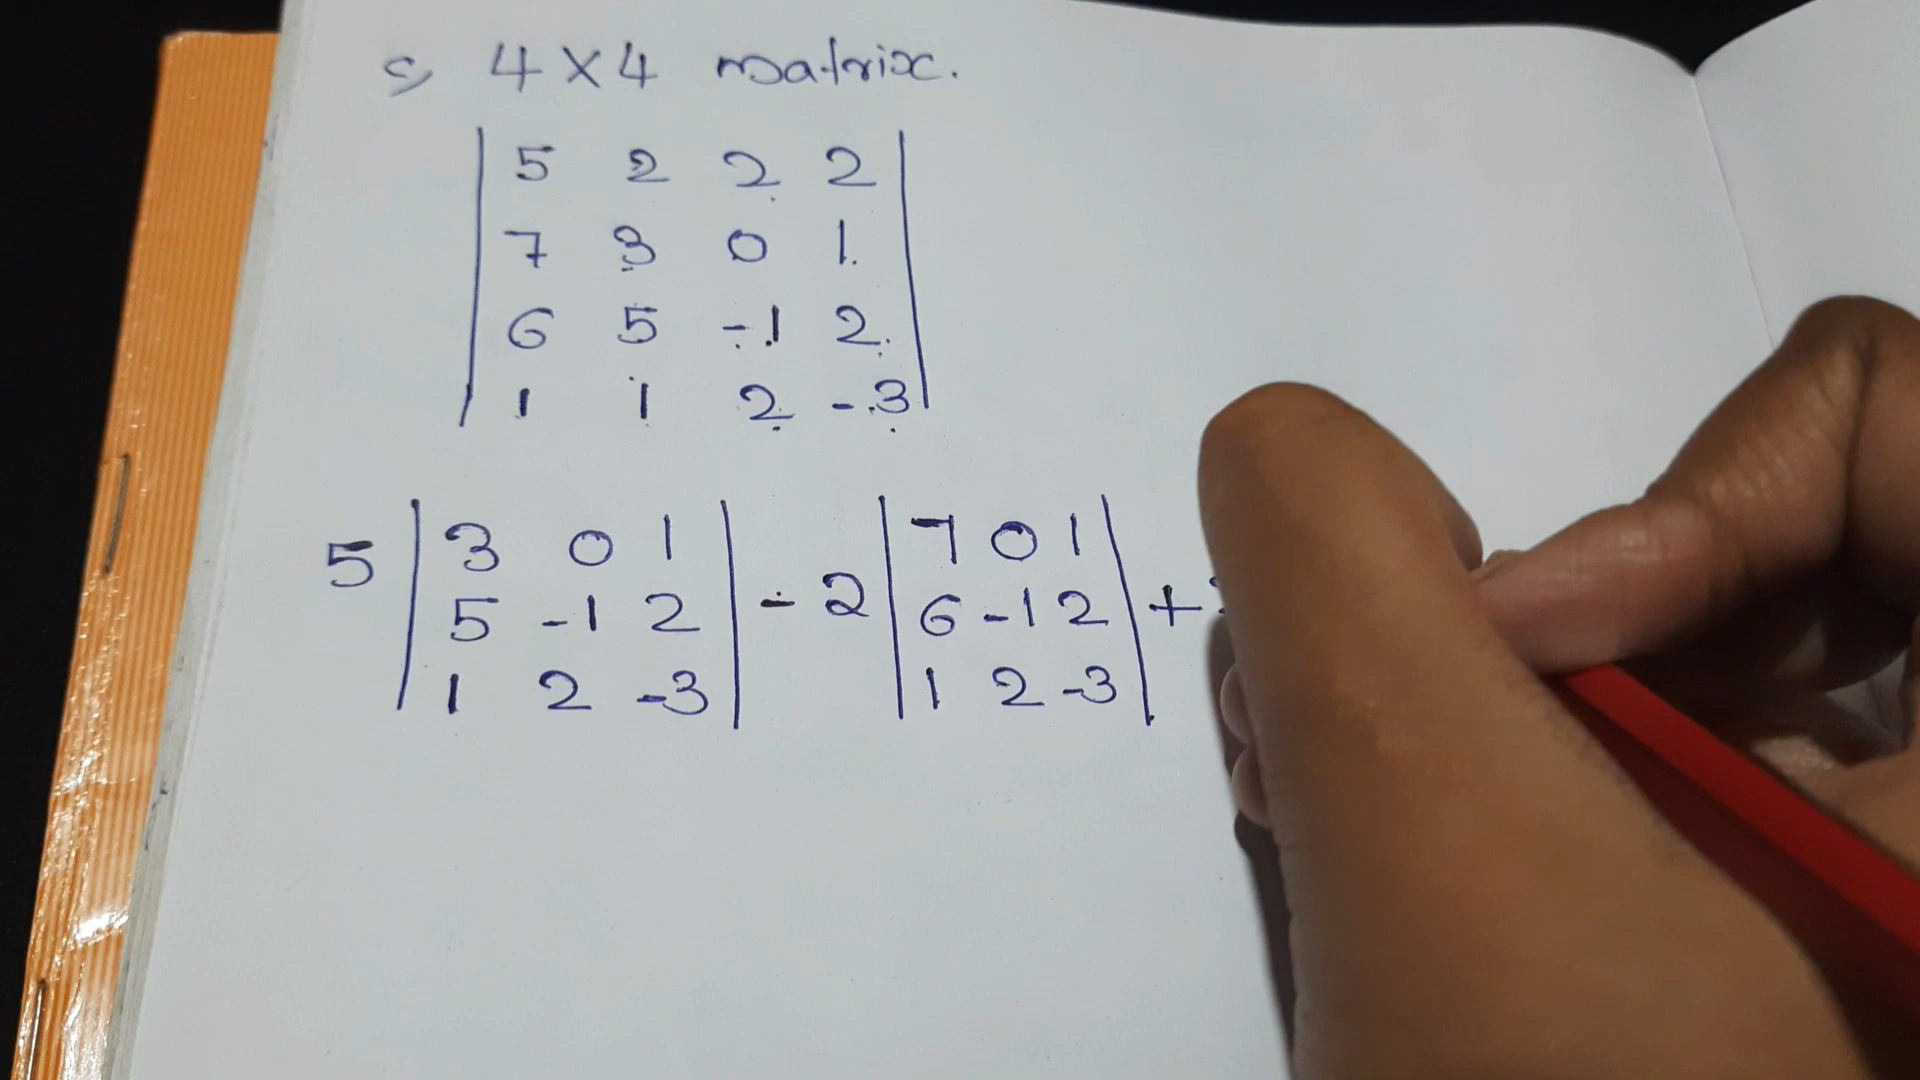 c) 4 × 4 matrix.
5 2 2 2
7 3 0 1
6 5 -1 2
1 1 2 -3
5 | 3 0 1 | - 2 | 7 0 1 | +
5 -1 2 6 -1 2
1 2 -3 1 2 -3